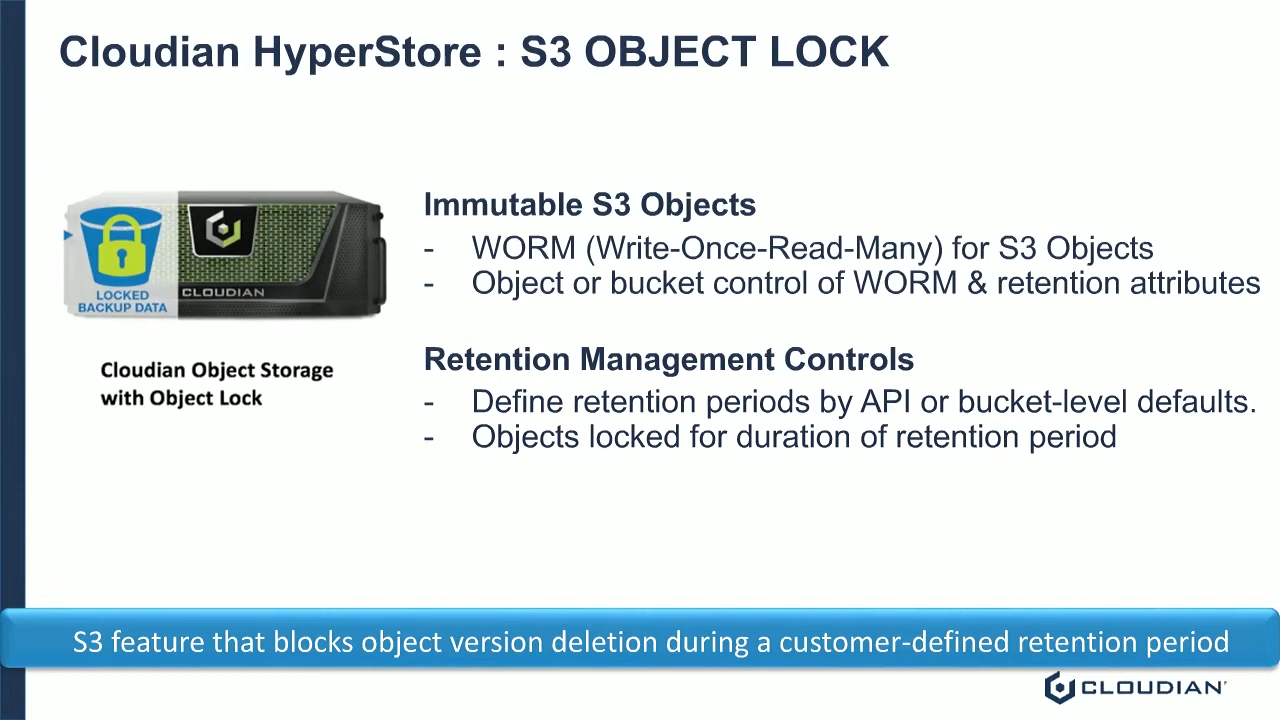 Cloudian HyperStore : S3 OBJECT LOCK
LOCKED
BACKUP DATA
CLOUDIAN
Cloudian Object Storage
with Object Lock
Immutable S3 Objects
- WORM (Write-Once-Read-Many) for S3 Objects
- Object or bucket control of WORM & retention attributes
Retention Management Controls
- Define retention periods by API or bucket-level defaults.
- Objects locked for duration of retention period
S3 feature that blocks object version deletion during a customer-defined retention period
CLOUDIAN